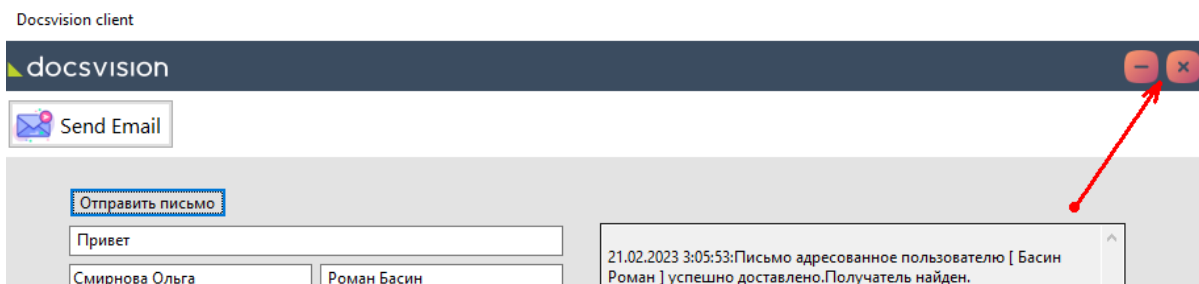 Docsvision client
docsvision
Send Email
Отправить письмо
Привет
Смирнова Ольга
Роман Басин
21.02.2023 3:05:53:Письмо адресованное пользователю [ Басин
Роман ] успешно доставлено.Получатель найден.